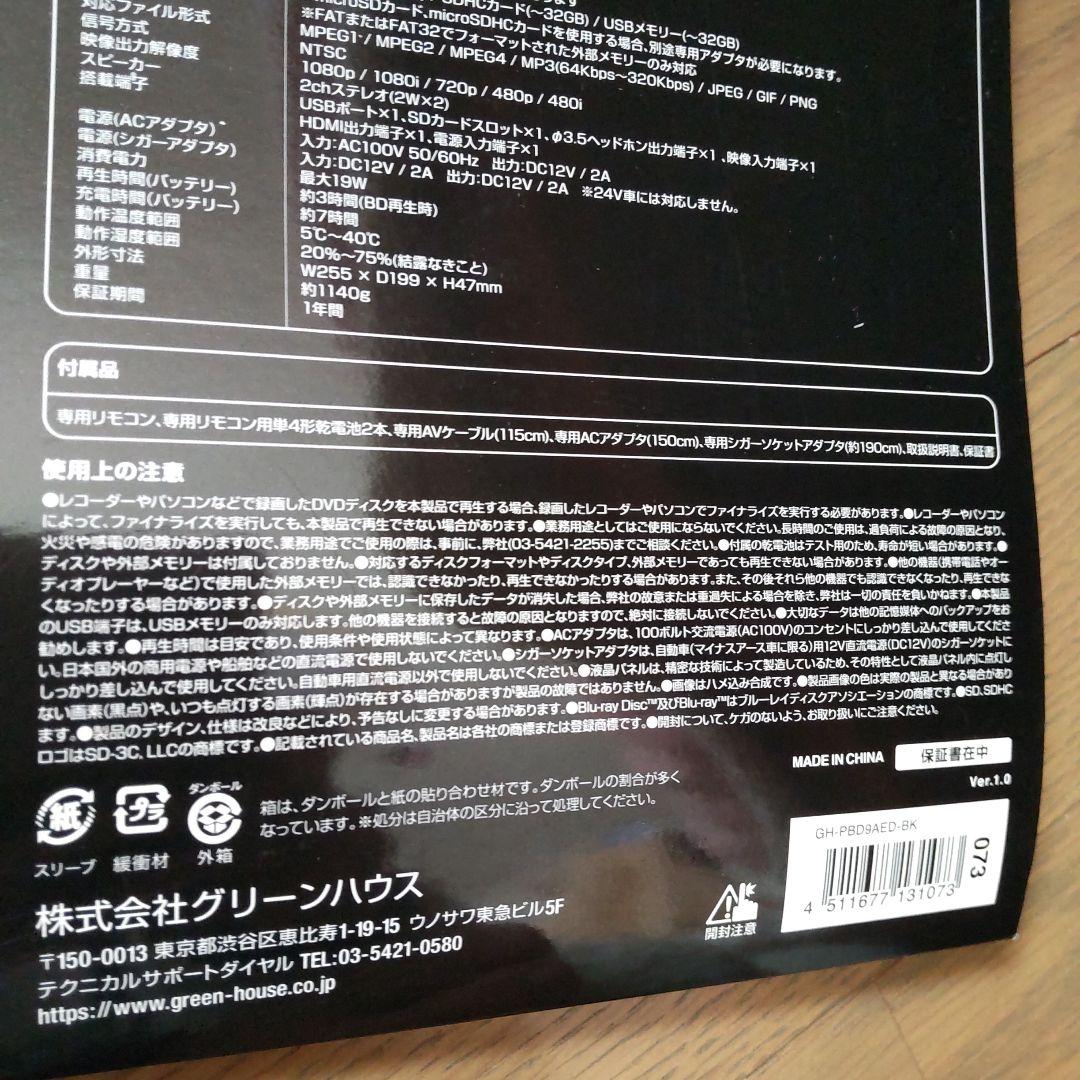 対応ファイル形式
信号方式
映像出力解像度
スピーカー
搭載端子
電源(ACアダプタ)
電源(シガーアダプタ)
消費電力
再生時間(バッテリー)
充電時間(バッテリー)
動作温度範囲
動作湿度範囲
外形寸法
重量
保証期間
SDHCカード(~32GB) / USBメモリー(~32GB)
microSDカード、microSDHCカードを使用する場合、別途専用アダプタが必要になります。
※FATまたはFAT32でフォーマットされた外部メモリーのみ対応
MPEG1 / MPEG2 / MPEG4 / MP3(64Kbps~320Kbps) / JPEG / GIF / PNG
NTSC
1080p / 1080i / 720p / 480p / 480i
2chステレオ(2W×2)
USBポート×1、SDカードスロット×1、φ3.5ヘッドホン出力端子×1、映像入力端子×1
HDMI出力端子×1、電源入力端子×1
入力:AC100V 50/60Hz 出力:DC12V / 2A
入力:DC12V / 2A 出力:DC12V / 2A ※24V車には対応しません。
最大19W
約3時間(BD再生時)
約7時間
5℃~40℃
20%~75%(結露なきこと)
W255 × D199 × H47mm
約1140g
1年間
付属品
専用リモコン、専用リモコン用単4形乾電池2本、専用AVケーブル(115cm)、専用ACアダプタ(150cm)、専用シガーソケットアダプタ(約190cm)、取扱説明書、保証書
使用上の注意
●レコーダーやパソコンなどで録画したDVDディスクを本製品で再生する場合、録画したレコーダーやパソコンでファイナライズを実行する必要があります。●レコーダーやパソコン
によって、ファイナライズを実行しても、本製品で再生できない場合があります。●業務用途としてはご使用にならないでください。長時間のご使用は、過負荷による故障の原因となり、
火災や感電の危険がありますので、業務用途でご使用の際は、事前に、弊社(03-5421-2255)までご相談ください。●付属の乾電池はテスト用のため、寿命が短い場合があります。●
ディスクや外部メモリーは付属しておりません。●対応するディスクフォーマットやディスクタイプ、外部メモリーであっても再生できない場合があります。●他の機器(携帯電話やオー
ディオプレーヤーなど)で使用した外部メモリーでは、認識できなかったり、再生できなかったりする場合があります。また、その後それら他の機器でも認識できなくなったり、再生できな
くなったりする場合があります。●ディスクや外部メモリーに保存したデータが消失した場合、弊社の故意または重過失による場合を除き、弊社は一切の責任を負いかねます。●本製品
のUSB端子は、USBメモリーのみ対応します。他の機器を接続すると故障の原因となりますので、絶対に接続しないでください。●大切なデータは他の記憶媒体へのバックアップをお
勧めします。●再生時間は目安であり、使用条件や使用状態によって異なります。●ACアダプタは、100ボルト交流電源(AC100V)のコンセントにしっかり差し込んで使用してくださ
い。日本国外の商用電源や船舶などの直流電源で使用しないでください。●シガーソケットアダプタは、自動車(マイナスアース車に限る)用12V直流電源(DC12V)のシガーソケットに
しっかり差し込んで使用してください。自動車用直流電源以外で使用しないでください。●液晶パネルは、精密な技術によって製造しているため、その特性として液晶パネル内に点灯し
ない画素(黒点)や、いつも点灯する画素(輝点)が存在する場合がありますが製品の故障ではありません。●画像はハメ込み合成です。●製品画像の色は実際の製品と異なる場合があり
ます。●製品のデザイン、仕様は改良などにより、予告なしに変更する場合があります。●Blu-ray Disc™及びBlu-ray™はブルーレイディスクアソシエーションの商標です。●SD、SDHC
ロゴはSD-3C, LLCの商標です。●記載されている商品名、製品名は各社の商標または登録商標です。●開封について、ケガのないよう、お取り扱いにご注意ください。
MADE IN CHINA 保証書在中
Ver.1.0
紙
スリーブ
プラ
緩衝材
ダンボール
外箱
箱は、ダンボールと紙の貼り合わせ材です。ダンボールの割合が多く
なっています。※処分は自治体の区分に沿って処理してください。
株式会社グリーンハウス
〒150-0013 東京都渋谷区恵比寿1-19-15 ウノサワ東急ビル5F
テクニカルサポートダイヤル TEL:03-5421-0580
https://www.green-house.co.jp
開封注意
GH-PBD9AED-BK
073
4 511677 131073